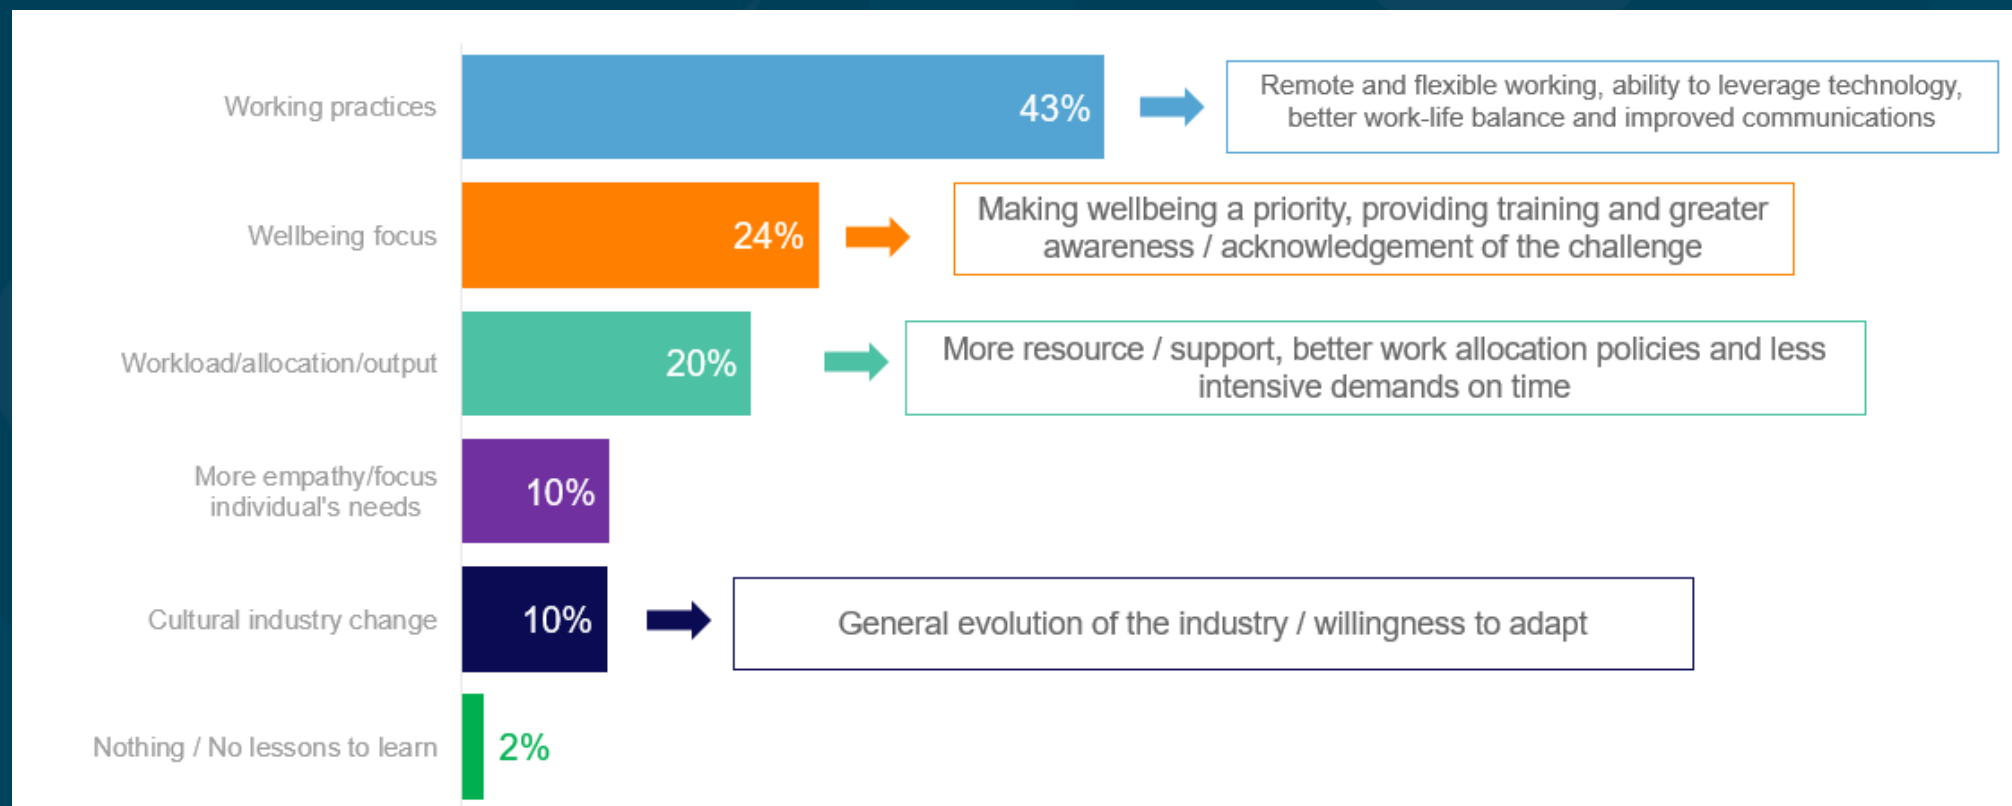 Working practices
43%
Remote and flexible working, ability to leverage technology,
better work-life balance and improved communications
Wellbeing focus
24%
Making wellbeing a priority, providing training and greater
awareness / acknowledgement of the challenge
Workload/allocation/output
20%
More resource / support, better work allocation policies and less
intensive demands on time
More empathy/focus
individual's needs
10%
Cultural industry change
10%
General evolution of the industry / willingness to adapt
Nothing / No lessons to learn
2%